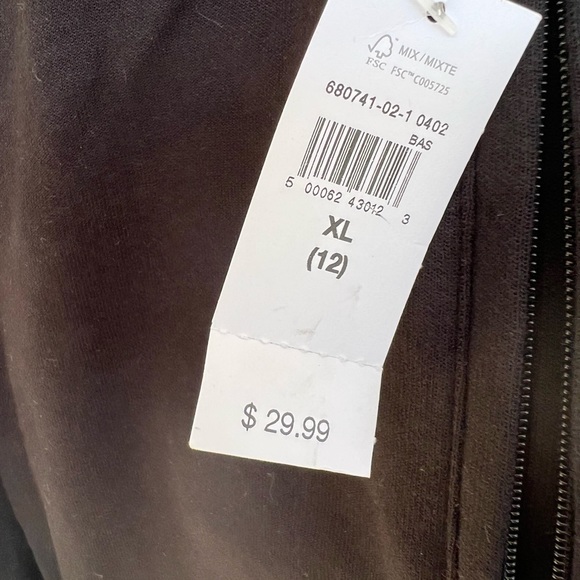 MIX/MIXTE
FSC FSC™ C005725
680741-02-1 0402
BAS
5 00062 43012 3
XL
(12)
$ 29.99